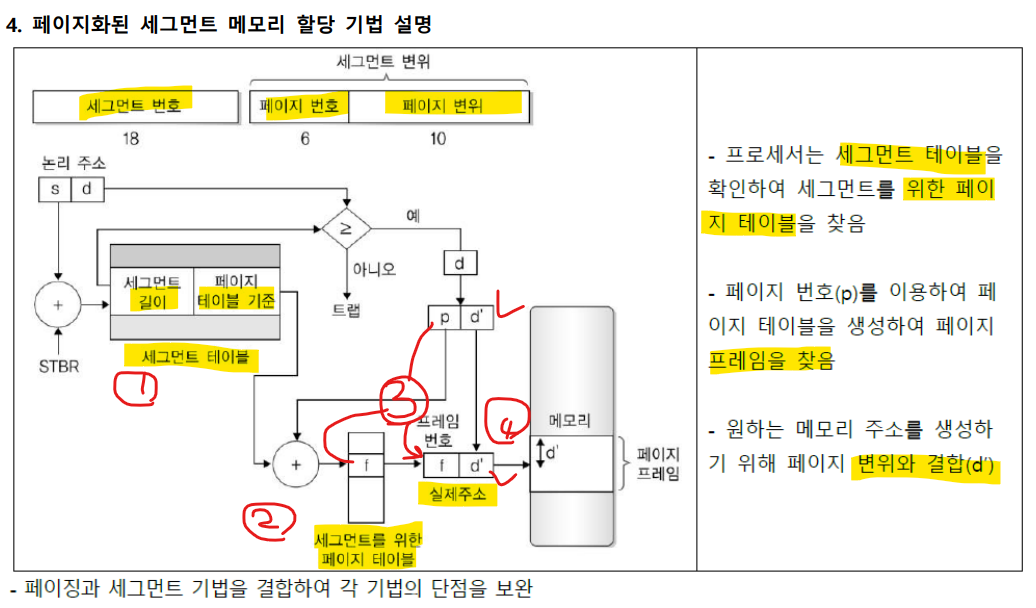 4. 페이지화된 세그먼트 메모리 할당 기법 설명
세그먼트 변위
세그먼트 번호
페이지 번호
페이지 변위
18
6
10
논리 주소
s d
≥
예
아니오
트랩
d
세그먼트
길이
페이지
테이블 기준
+
STBR
세그먼트 테이블
1
p d'
3
프레임
번호
4
메모리
d'
페이지
프레임
+
f
f d'
실제주소
2
세그먼트를 위한
페이지 테이블
- 프로세서는 세그먼트 테이블을
확인하여 세그먼트를 위한 페이
지 테이블을 찾음
- 페이지 번호(p)를 이용하여 페
이지 테이블을 생성하여 페이지
프레임을 찾음
- 원하는 메모리 주소를 생성하
기 위해 페이지 변위와 결합(d')
- 페이징과 세그먼트 기법을 결합하여 각 기법의 단점을 보완